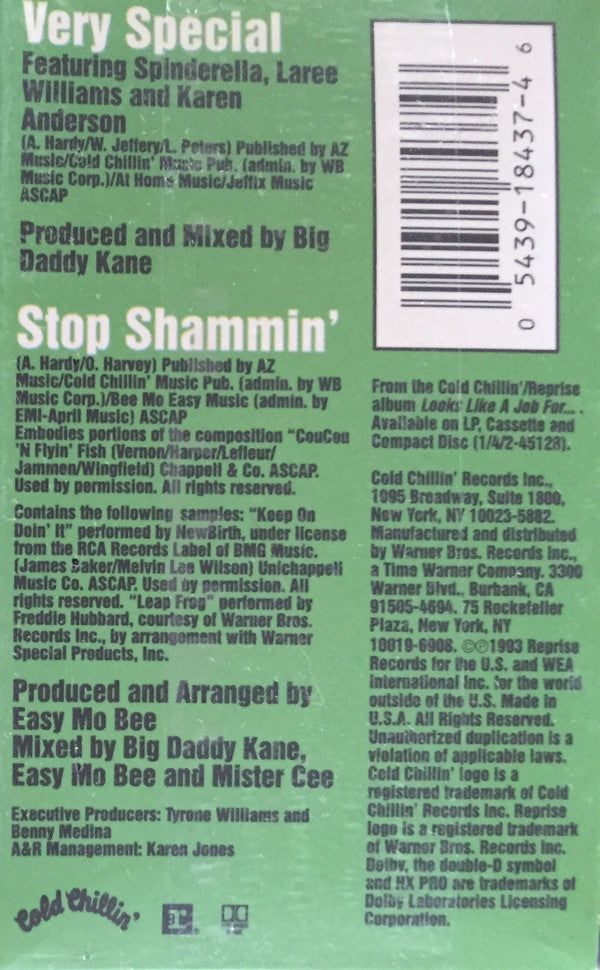 Very Special
Featuring Spinderella, Laree
Williams and Karen
Anderson
(A. Hardy/W. Jeffery/L. Peters) Published by AZ
Music/Cold Chillin' Music Pub. (admin. by WB
Music Corp.)/At Home Music/Jeffix Music
ASCAP
Produced and Mixed by Big
Daddy Kane
Stop Shammin'
(A. Hardy/O. Harvey) Published by AZ
Music/Cold Chillin' Music Pub. (admin. by WB
Music Corp.)/Bee Mo Easy Music (admin. by
EMI-April Music) ASCAP
Embodies portions of the composition "CouCou
'N Flyin' Fish (Vernon/Harper/Lefleur/
Jammen/Wingfield) Chappell & Co. ASCAP.
Used by permission. All rights reserved.
Contains the following samples: "Keep On
Doin' It" performed by NewBirth, under license
from the RCA Records Label of BMG Music.
(James Baker/Melvin Lee Wilson) Unichappell
Music Co. ASCAP. Used by permission. All
rights reserved. "Leap Frog" performed by
Freddie Hubbard, courtesy of Warner Bros.
Records Inc., by arrangement with Warner
Special Products, Inc.
Produced and Arranged by
Easy Mo Bee
Mixed by Big Daddy Kane,
Easy Mo Bee and Mister Cee
Executive Producers: Tyrone Williams and
Benny Medina
A&R Management: Karen Jones
Cold Chillin'
0 5439-18437-4 6
From the Cold Chillin'/Reprise
album Looks Like A Job For... .
Available on LP, Cassette and
Compact Disc (1/4/2-45128).
Cold Chillin' Records Inc.,
1995 Broadway, Suite 1800,
New York, NY 10023-5882.
Manufactured and distributed
by Warner Bros. Records Inc.,
a Time Warner Company. 3300
Warner Blvd., Burbank, CA
91505-4694. 75 Rockefeller
Plaza, New York, NY
10019-6908. ©℗1993 Reprise
Records for the U.S. and WEA
International Inc. for the world
outside of the U.S. Made in
U.S.A. All Rights Reserved.
Unauthorized duplication is a
violation of applicable laws.
Cold Chillin' logo is a
registered trademark of Cold
Chillin' Records Inc. Reprise
logo is a registered trademark
of Warner Bros. Records Inc.
Dolby, the double-D symbol
and HX PRO are trademarks of
Dolby Laboratories Licensing
Corporation.